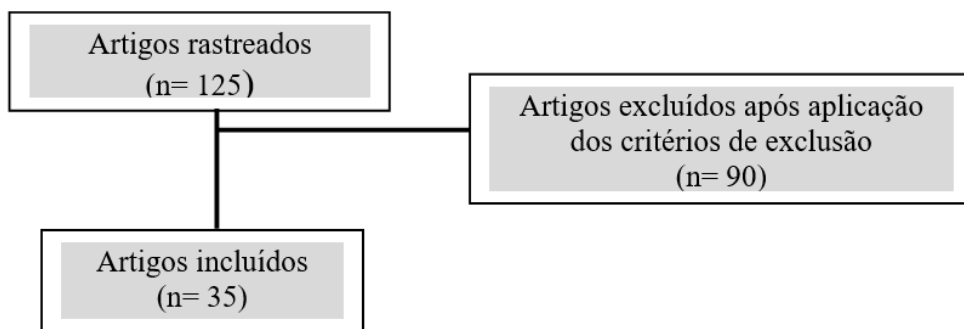 Artigos rastreados
(n= 125)
Artigos excluídos após aplicação
dos critérios de exclusão
(n= 90)
Artigos incluídos
(n= 35)